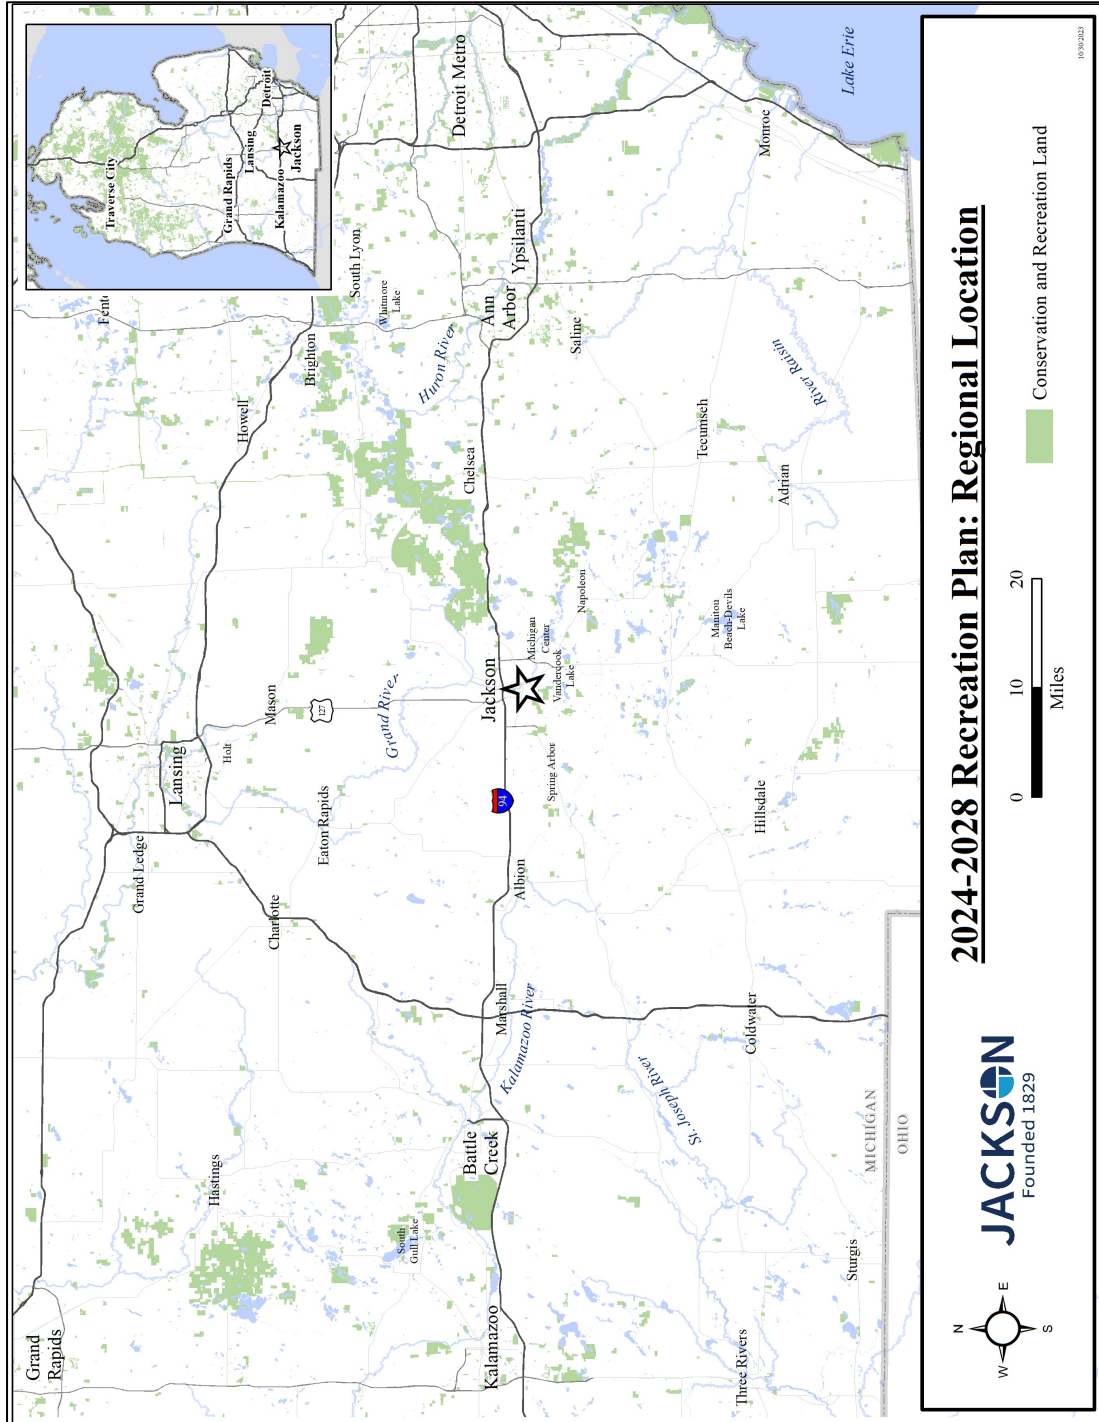 Traverse City
Grand Rapids
Lansing
Detroit
Kalamazoo
Jackson
Grand
Rapids
Hastings
South
Gull Lake
Battle
Creek
Kalamazoo
Three Rivers
Sturgis
St. Joseph River
Coldwater
Marshall
Kalamazoo River
Charlotte
Grand Ledge
Lansing
Holt
Mason
127
Eaton Rapids
Grand River
Albion
94
Jackson
Spring Arbor
Michigan
Center
Vandercook
Lake
Napoleon
Hillsdale
Manitou
Beach-Devils
Lake
Adrian
Tecumseh
River Raisin
Saline
Chelsea
Howell
Brighton
Huron River
Fent
South Lyon
Whitmore
Lake
Ann
Arbor
Ypsilanti
Detroit Metro
Monroe
Lake Erie
MICHIGAN
OHIO
N
W
E
S
JACKSON
Founded 1829
2024-2028 Recreation Plan: Regional Location
0
10
20
Miles
Conservation and Recreation Land
10/30/2023